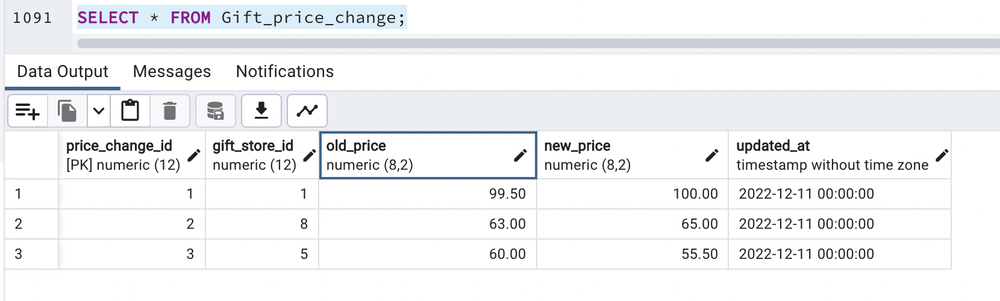 1091 SELECT * FROM Gift_price_change;
Data Output Messages Notifications
price_change_id gift_store_id old_price new_price updated_at
[PK] numeric (12) numeric (12) numeric (8,2) numeric (8,2) timestamp without time zone
1 1 1 99.50 100.00 2022-12-11 00:00:00
2 2 8 63.00 65.00 2022-12-11 00:00:00
3 3 5 60.00 55.50 2022-12-11 00:00:00